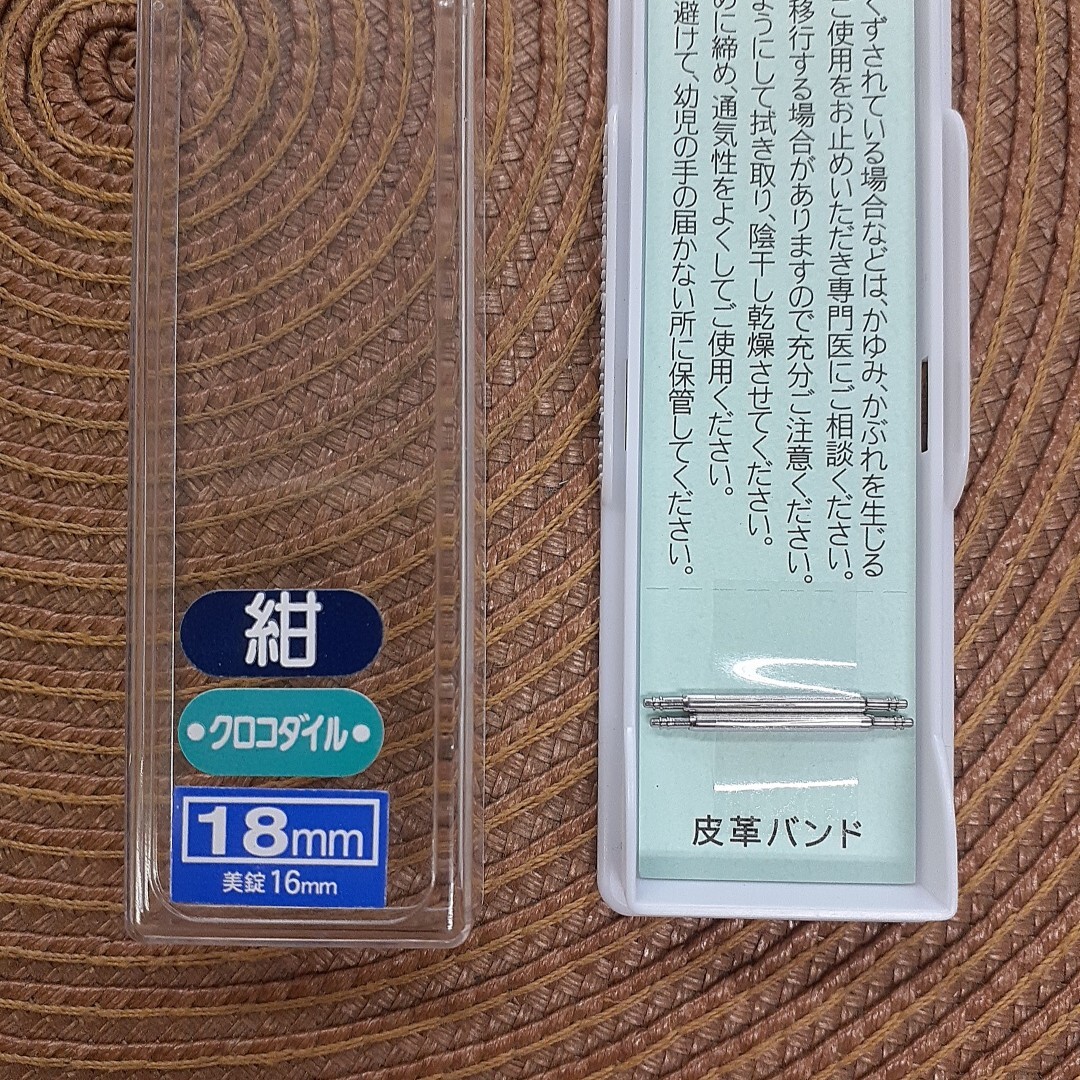 紺
•クロコダイル•
18mm
美錠16mm
くずされている場合などは、かゆみ、かぶれを生じる
ご使用をお止めいただき専門医にご相談ください。
移行する場合がありますので充分ご注意ください。
ようにして拭き取り、陰干し乾燥させてください。
めに締め、通気性をよくしてご使用ください。
避けて、幼児の手の届かない所に保管してください。
皮革バンド